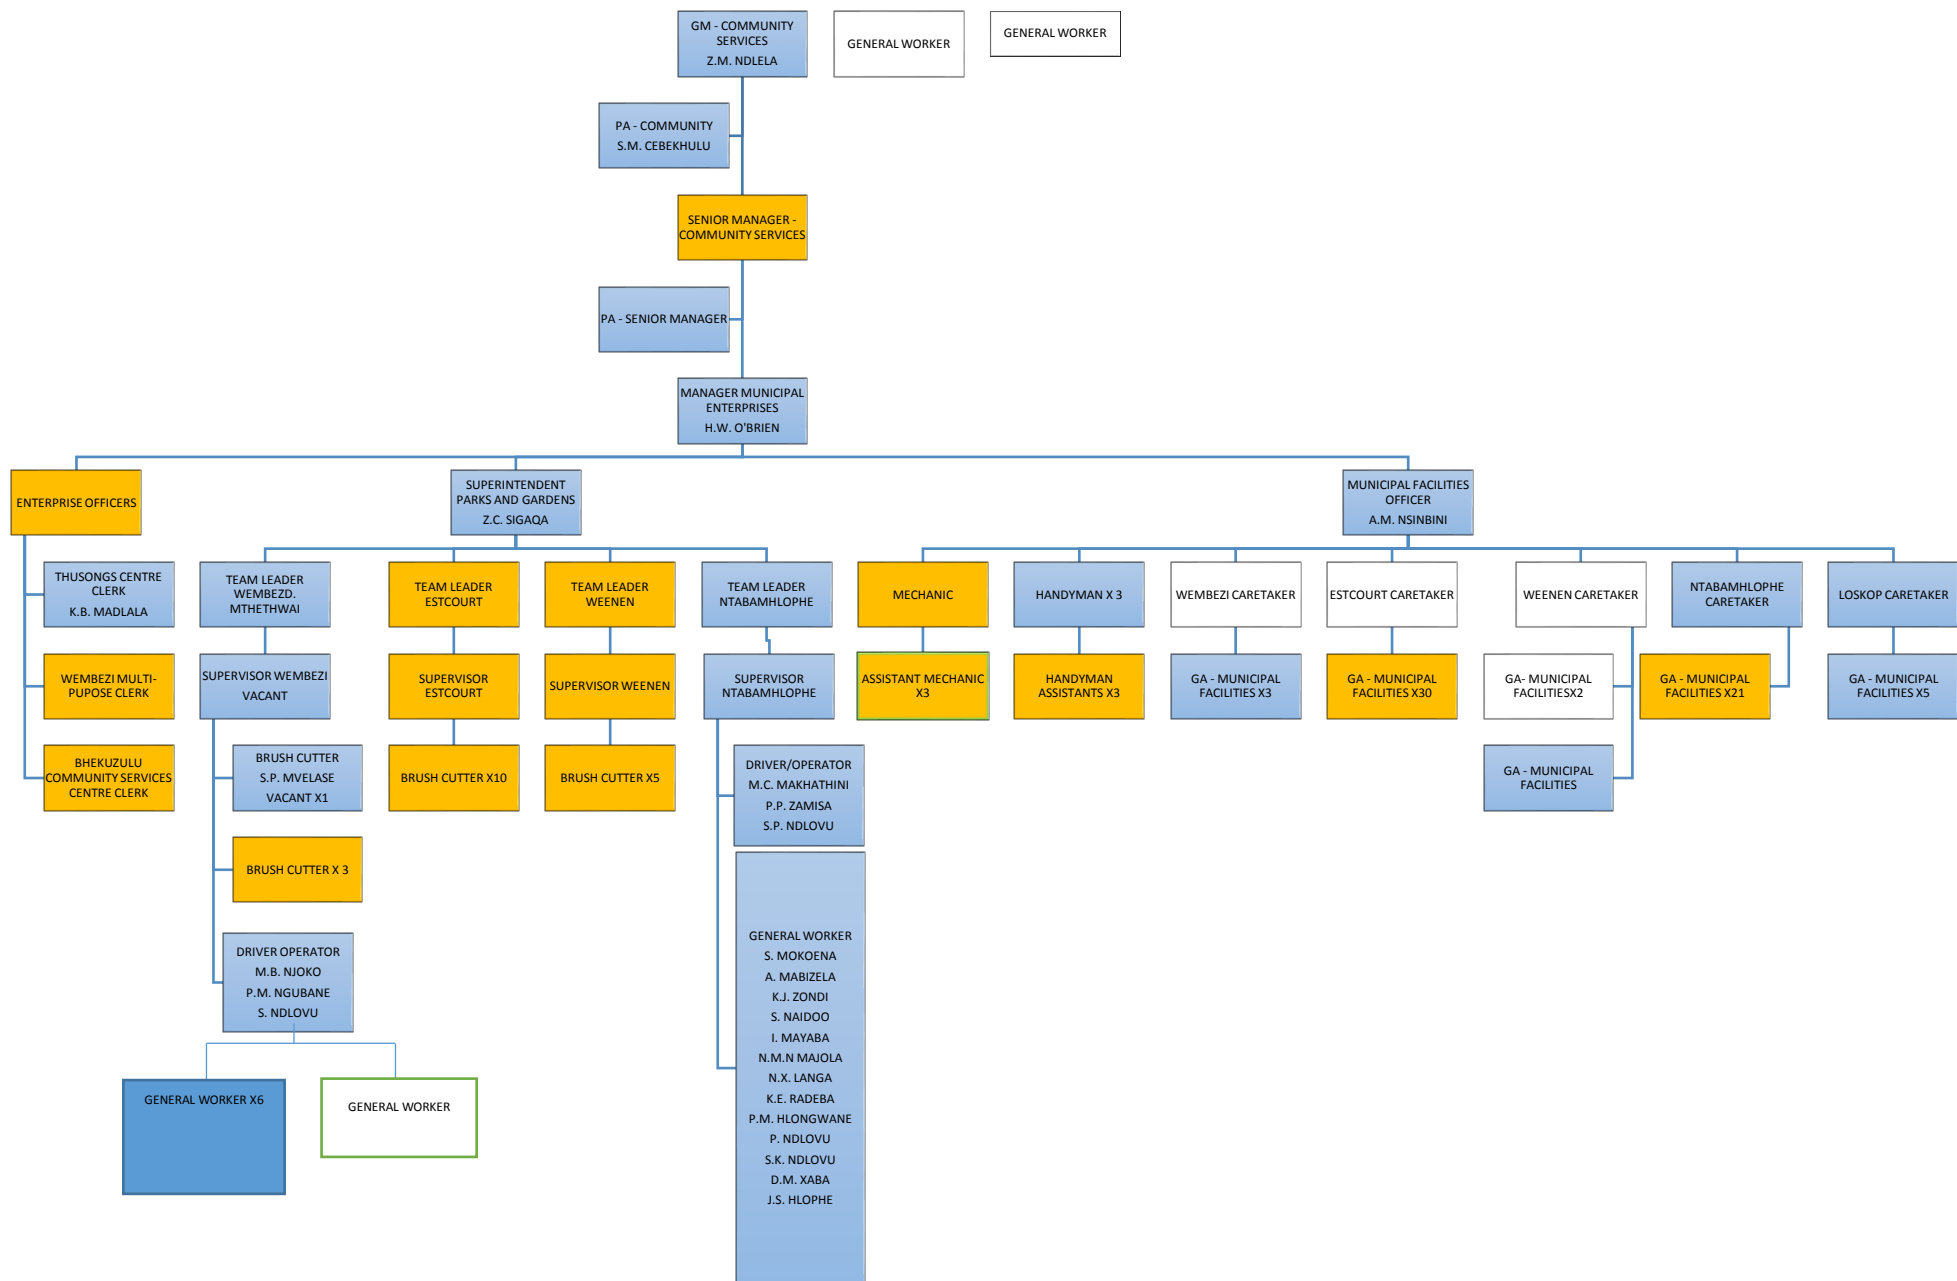 GM - COMMUNITY
SERVICES
Z.M. NDLELA
GENERAL WORKER
GENERAL WORKER
PA - COMMUNITY
S.M. CEBEKHULU
SENIOR MANAGER -
COMMUNITY SERVICES
PA - SENIOR MANAGER
MANAGER MUNICIPAL
ENTERPRISES
H.W. O'BRIEN
ENTERPRISE OFFICERS
SUPERINTENDENT
PARKS AND GARDENS
Z.C. SIGAQA
MUNICIPAL FACILITIES
OFFICER
A.M. NSINBINI
THUSONGS CENTRE
CLERK
K.B. MADLALA
TEAM LEADER
WEMBEZD.
MTHETHWAI
TEAM LEADER
ESTCOURT
TEAM LEADER
WEENEN
TEAM LEADER
NTABAMHLOPHE
MECHANIC
HANDYMAN X 3
WEMBEZI CARETAKER
ESTCOURT CARETAKER
WEENEN CARETAKER
NTABAMHLOPHE
CARETAKER
LOSKOP CARETAKER
WEMBEZI MULTI-
PUPOSE CLERK
SUPERVISOR WEMBEZI
VACANT
SUPERVISOR
ESTCOURT
SUPERVISOR WEENEN
SUPERVISOR
NTABAMHLOPHE
ASSISTANT MECHANIC
X3
HANDYMAN
ASSISTANTS X3
GA - MUNICIPAL
FACILITIES X3
GA - MUNICIPAL
FACILITIES X30
GA- MUNICIPAL
FACILITIESX2
GA - MUNICIPAL
FACILITIES X21
GA - MUNICIPAL
FACILITIES X5
BHEKUZULU
COMMUNITY SERVICES
CENTRE CLERK
BRUSH CUTTER
S.P. MVELASE
VACANT X1
BRUSH CUTTER X10
BRUSH CUTTER X5
DRIVER/OPERATOR
M.C. MAKHATHINI
P.P. ZAMISA
S.P. NDLOVU
GA - MUNICIPAL
FACILITIES
BRUSH CUTTER X 3
DRIVER OPERATOR
M.B. NJOKO
P.M. NGUBANE
S. NDLOVU
GENERAL WORKER
S. MOKOENA
A. MABIZELA
K.J. ZONDI
S. NAIDOO
I. MAYABA
N.M.N MAJOLA
N.X. LANGA
K.E. RADEBA
P.M. HLONGWANE
P. NDLOVU
S.K. NDLOVU
D.M. XABA
J.S. HLOPHE
GENERAL WORKER X6
GENERAL WORKER